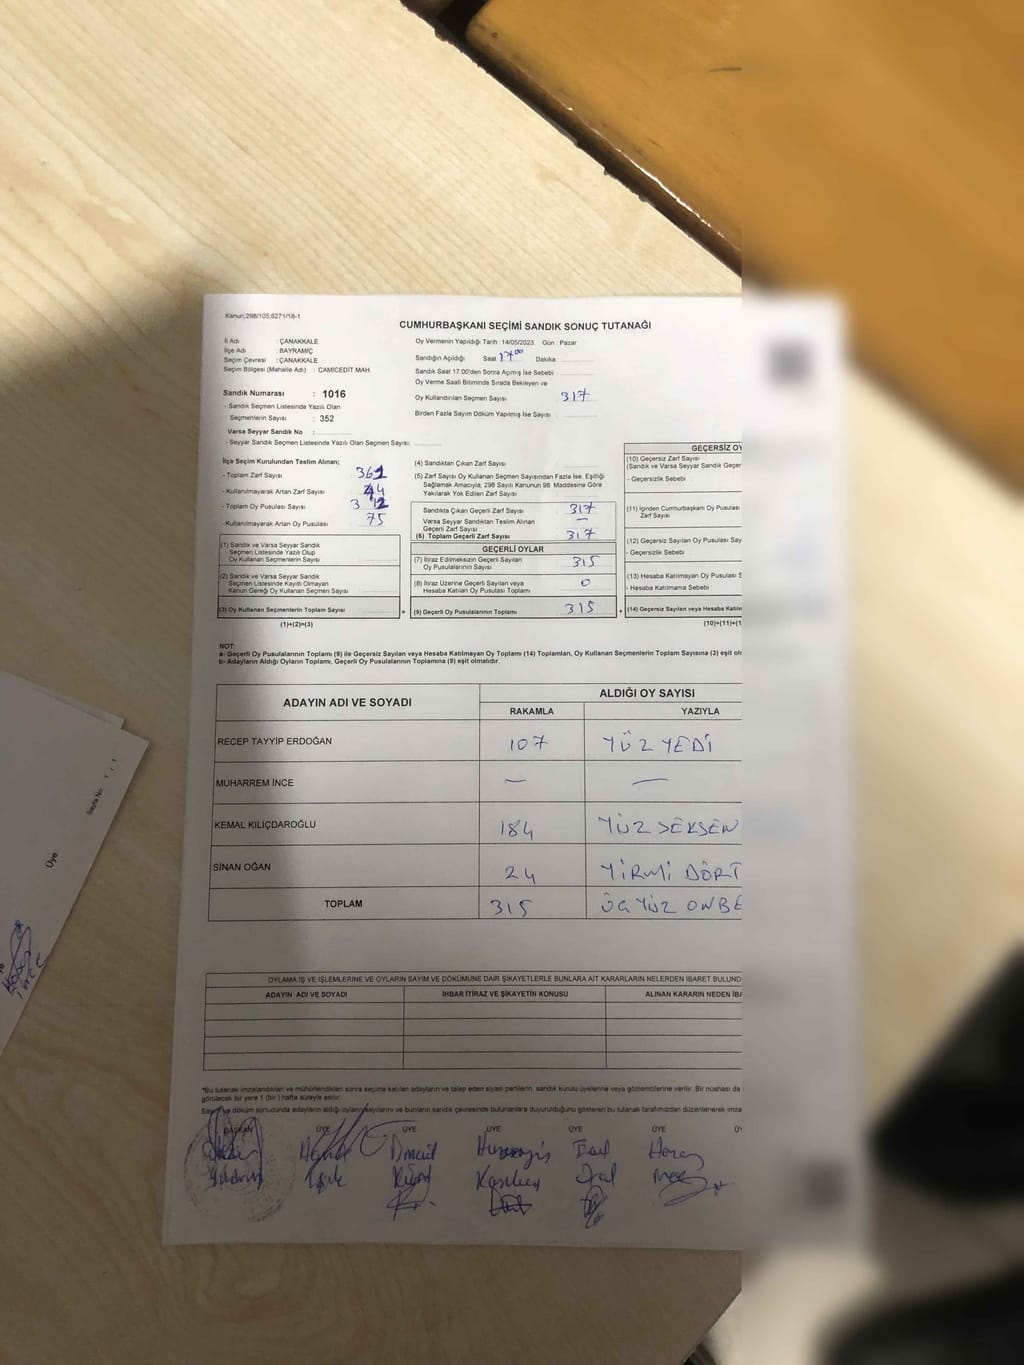 Kanun:298/105,6271/18-1
CUMHURBAŞKANI SEÇİMİ SANDIK SONUÇ TUTANAĞI
İl Adı : ÇANAKKALE
İlçe Adı : BAYRAMİÇ
Seçim Çevresi : ÇANAKKALE
Seçim Bölgesi (Mahalle Adı) : CAMİCEDİT MAH.
Sandık Numarası : 1016
- Sandık Seçmen Listesinde Yazılı Olan
Seçmenlerin Sayısı : 352
Varsa Seyyar Sandık No :
- Seyyar Sandık Seçmen Listesinde Yazılı Olan Seçmen Sayısı :
Oy Vermenin Yapıldığı Tarih : 14/05/2023 Gün : Pazar
Sandığın Açıldığı Saat 17:00 Dakika :
Sandık Saat 17:00'den Sonra Açılmış İse Sebebi
Oy Verme Saati Bitiminde Sırada Bekleyen ve
Oy Kullandırılan Seçmen Sayısı 317
Birden Fazla Sayım Döküm Yapılmış İse Sayısı
İlçe Seçim Kurulundan Teslim Alınan;
- Toplam Zarf Sayısı 361
- Kullanılmayarak Artan Zarf Sayısı 44
- Toplam Oy Pusulası Sayısı
- Kullanılmayarak Artan Oy Pusulası 75
(1) Sandık ve Varsa Seyyar Sandık
Seçmen Listesinde Yazılı Olup
Oy Kullanan Seçmenlerin Sayısı
(2) Sandık ve Varsa Seyyar Sandık
Seçmen Listesinde Kayıtlı Olmayan
Kanun Gereği Oy Kullanan Seçmen Sayısı
(3) Oy Kullanan Seçmenlerin Toplam Sayısı
(1)+(2)=(3)
(4) Sandıktan Çıkan Zarf Sayısı
(5) Zarf Sayısı Oy Kullanan Seçmen Sayısından Fazla İse, Eşitliği
Sağlamak Amacıyla, 298 Sayılı Kanunun 98. Maddesine Göre
Yakılarak Yok Edilen Zarf Sayısı
Sandıkta Çıkan Geçerli Zarf Sayısı 317
Varsa Seyyar Sandıktan Teslim Alınan
Geçerli Zarf Sayısı —
(6) Toplam Geçerli Zarf Sayısı 317
GEÇERLİ OYLAR
(7) İtiraz Edilmeksizin Geçerli Sayılan
Oy Pusulalarının Sayısı 315
(8) İtiraz Üzerine Geçerli Sayılan veya
Hesaba Katılan Oy Pusulası Toplamı 0
= (9) Geçerli Oy Pusulalarının Toplamı 315 +
GEÇERSİZ OY
(10) Geçersiz Zarf Sayısı
(Sandık ve Varsa Seyyar Sandık Geçer
- Geçersizlik Sebebi
(11) İçinden Cumhurbaşkanı Oy Pusulası
Zarf Sayısı
(12) Geçersiz Sayılan Oy Pusulası Say
- Geçersizlik Sebebi
(13) Hesaba Katılmayan Oy Pusulası S
- Hesaba Katılmama Sebebi
(14) Geçersiz Sayılan veya Hesaba Katılm
(10)+(11)+(1
NOT:
a- Geçerli Oy Pusulalarının Toplamı (9) ile Geçersiz Sayılan veya Hesaba Katılmayan Oy Toplamı (14) Toplamları, Oy Kullanan Seçmenlerin Toplam Sayısına (3) eşit olm
b- Adayların Aldığı Oyların Toplamı, Geçerli Oy Pusulalarının Toplamına (9) eşit olmalıdır.
ADAYIN ADI VE SOYADI
ALDIĞI OY SAYISI
RAKAMLA YAZIYLA
RECEP TAYYİP ERDOĞAN 107 YÜZ YEDİ
MUHARREM İNCE — —
KEMAL KILIÇDAROĞLU 184 YÜZ SEKSEN
SİNAN OĞAN 24 YİRMİ DÖRT
TOPLAM 315 ÜÇ YÜZ ONBE
OYLAMA İŞ VE İŞLEMLERİNE VE OYLARIN SAYIM VE DÖKÜMÜNE DAİR ŞİKAYETLERLE BUNLARA AİT KARARLARIN NELERDEN İBARET BULUND
ADAYIN ADI VE SOYADI İHBAR İTİRAZ VE ŞİKAYETİN KONUSU ALINAN KARARIN NEDEN İBA
*Bu tutanak imzalandıktan ve mühürlendikten sonra seçime katılan adayların ve talep eden siyasi partilerin, sandık kurulu üyelerine veya gözlemcilerine verilir. Bir nüshası da
görülecek bir yere 1 (bir) hafta süreyle asılır.
Sayım ve döküm sonucunda adayların aldığı oyların sayılarını ve bunların sandık çevresinde bulunanlara duyurulduğunu gösteren bu tutanak tarafımızdan düzenlenerek imza
BAŞKAN ÜYE ÜYE ÜYE ÜYE ÜYE ÜY
Yıldırım
Sayfa No: 1 / 1
Üye